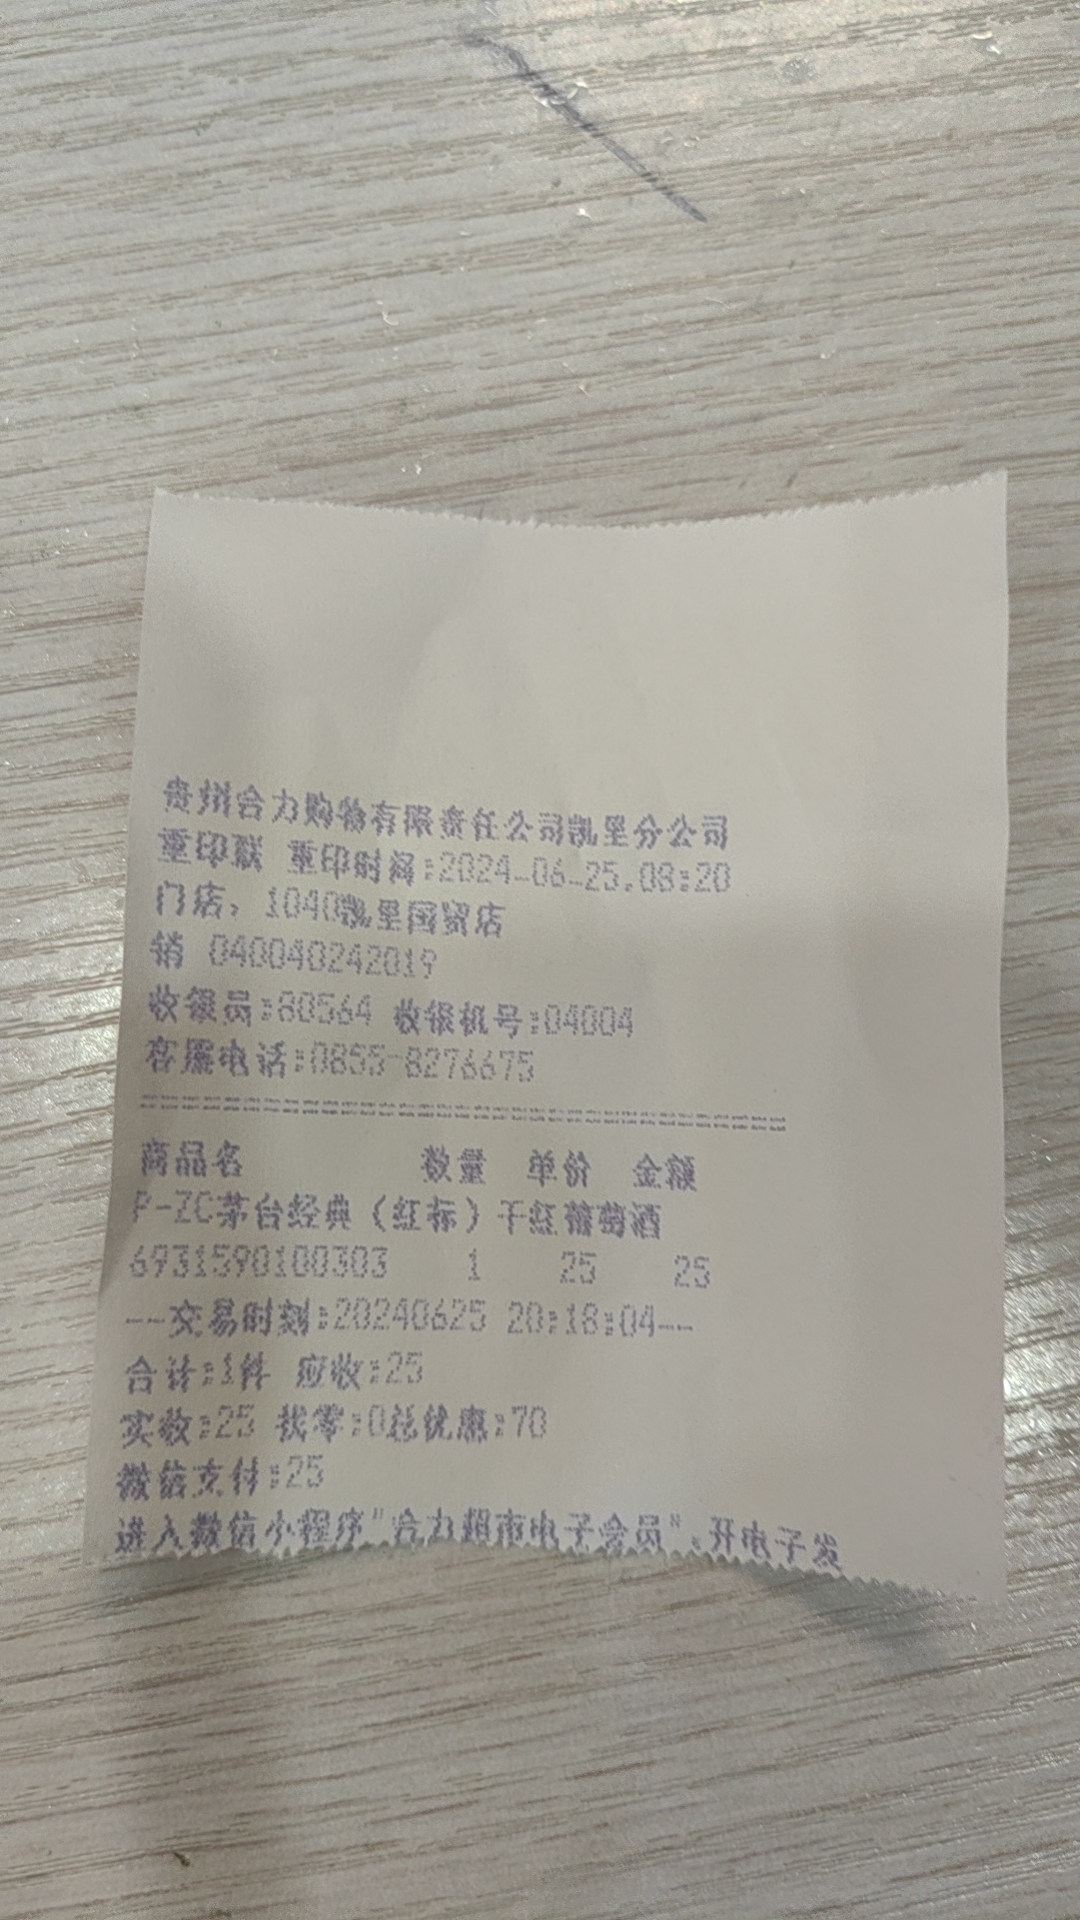 贵州合力购物有限责任公司凯里分公司
重印联 重印时间:2024-06-25.08:20
门店, 1040凯里国贸店
销 040040242019
收银员:80564 收银机号:04004
客服电话:0855-8276675
商品名 数量 单价 金额
P-ZC茅台经典（红标）干红葡萄酒
6931590100303 1 25 25
--交易时刻:20240625 20:18:04--
合计:1件 应收:25
实收:25 找零:0总优惠:70
微信支付:25
进入微信小程序"合力超市电子会员".开电子发